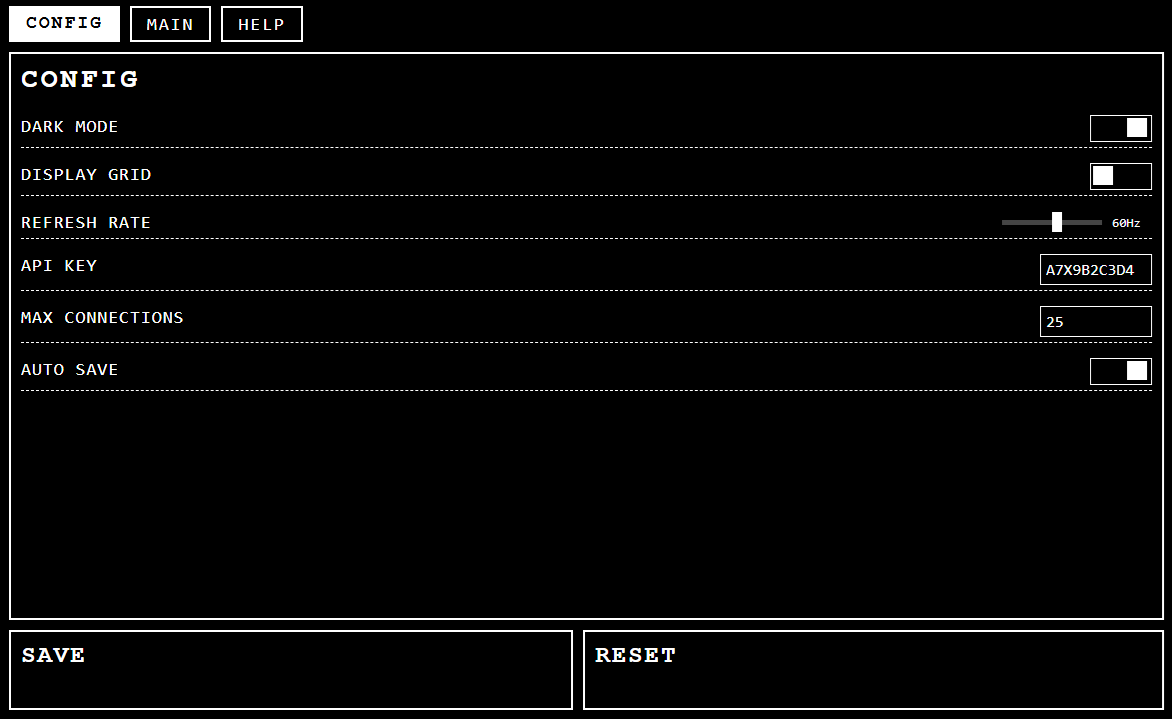 CONFIG MAIN HELP
CONFIG
DARK MODE
DISPLAY GRID
REFRESH RATE 60Hz
API KEY A7X9B2C3D4
MAX CONNECTIONS 25
AUTO SAVE
SAVE RESET